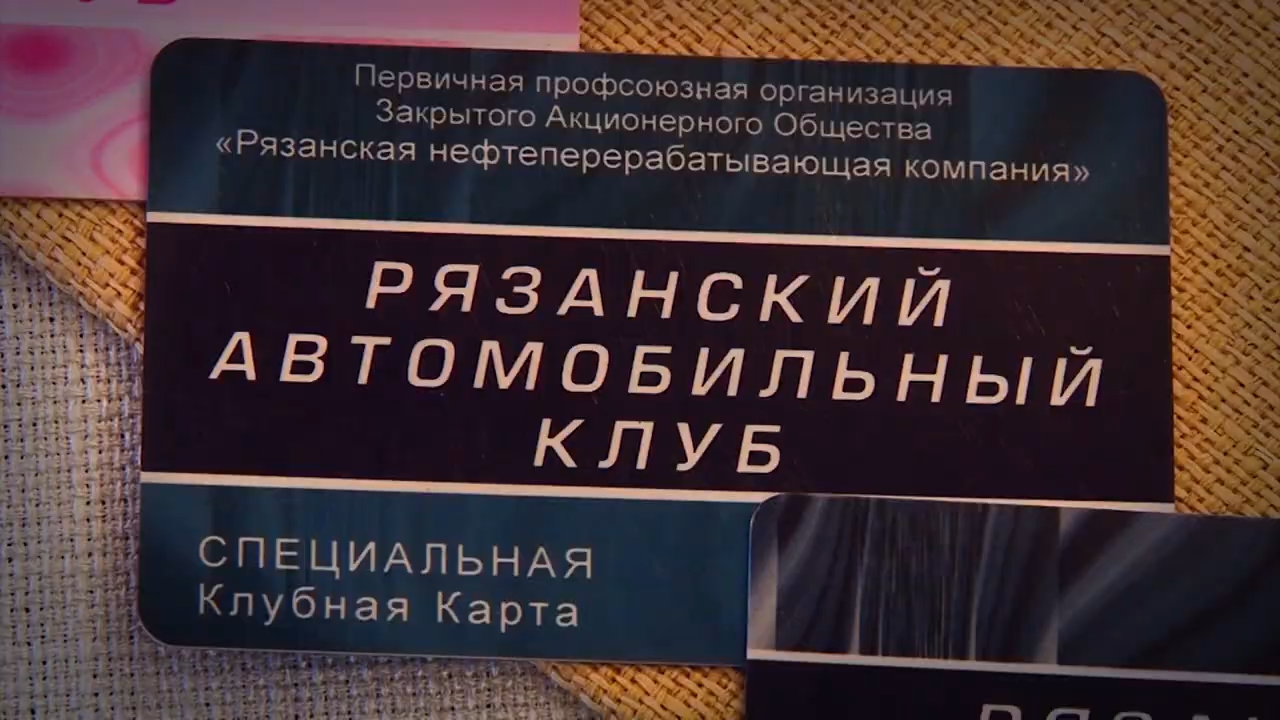 Первичная профсоюзная организация
Закрытого Акционерного Общества
«Рязанская нефтеперерабатывающая компания»
РЯЗАНСКИЙ
АВТОМОБИЛЬНЫЙ
КЛУБ
СПЕЦИАЛЬНАЯ
Клубная Карта